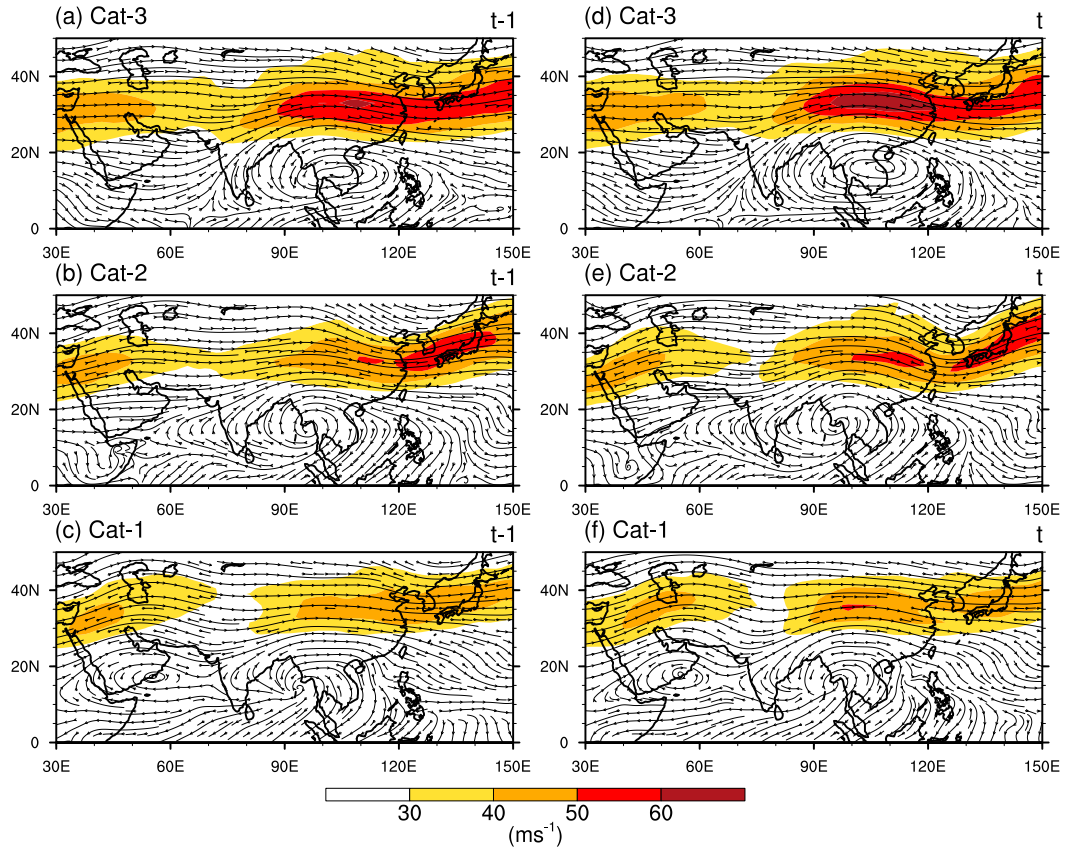 (a) Cat-3 t-1
40N
20N
0
30E 60E 90E 120E 150E
(d) Cat-3 t
40N
20N
0
30E 60E 90E 120E 150E
(b) Cat-2 t-1
40N
20N
0
30E 60E 90E 120E 150E
(e) Cat-2 t
40N
20N
0
30E 60E 90E 120E 150E
(c) Cat-1 t-1
40N
20N
0
30E 60E 90E 120E 150E
(f) Cat-1 t
40N
20N
0
30E 60E 90E 120E 150E
30 40 50 60
(ms⁻¹)